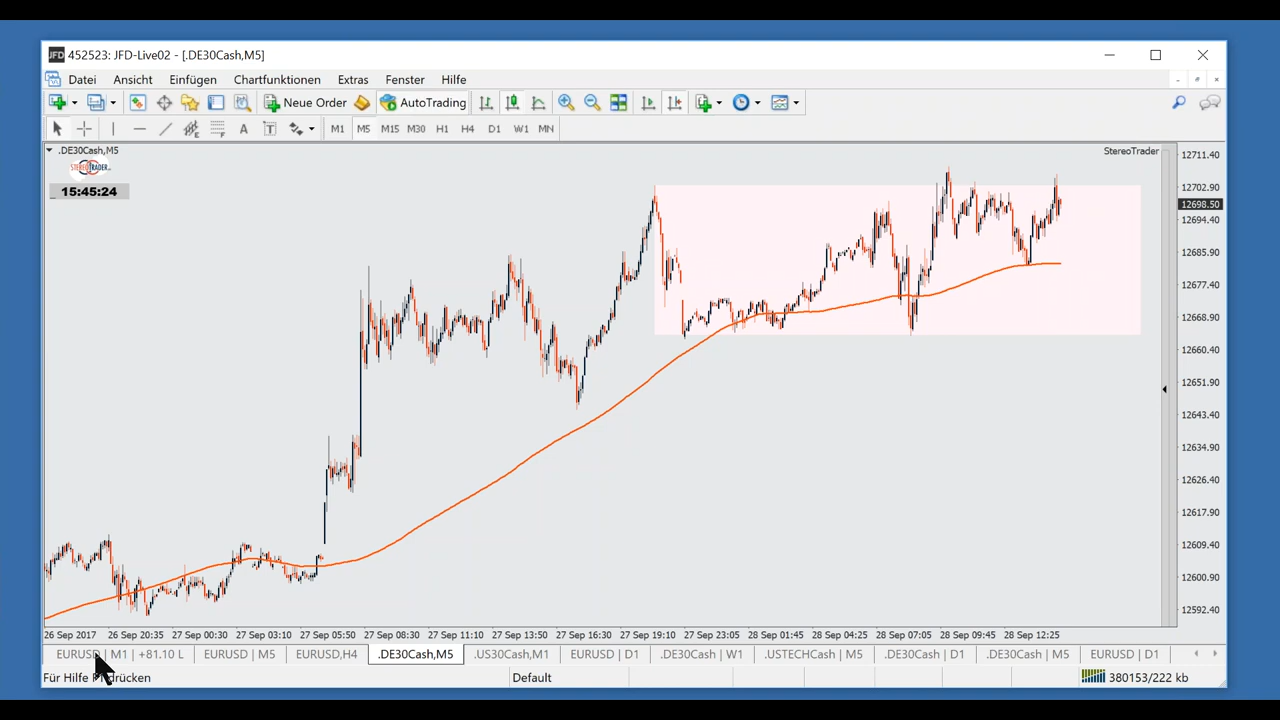 452523: JFD-Live02 - [.DE30Cash,M5]
Datei Ansicht Einfügen Chartfunktionen Extras Fenster Hilfe
Neue Order AutoTrading
A T M1 M5 M15 M30 H1 H4 D1 W1 MN
.DE30Cash,M5 StereoTrader
STEREOTRADER
15:45:24
12711.40
12702.90
12698.50
12694.40
12685.90
12677.40
12668.90
12660.40
12651.90
12643.40
12634.90
12626.40
12617.90
12609.40
12600.90
12592.40
26 Sep 2017 26 Sep 20:35 27 Sep 00:30 27 Sep 03:10 27 Sep 05:50 27 Sep 08:30 27 Sep 11:10 27 Sep 13:50 27 Sep 16:30 27 Sep 19:10 27 Sep 23:05 28 Sep 01:45 28 Sep 04:25 28 Sep 07:05 28 Sep 09:45 28 Sep 12:25
EURUSD | M1 | +81.10 L EURUSD | M5 EURUSD,H4 .DE30Cash,M5 .US30Cash,M1 EURUSD | D1 .DE30Cash | W1 .USTECHCash | M5 .DE30Cash | D1 .DE30Cash | M5 EURUSD | D1
Für Hilfe drücken Default 380153/222 kb